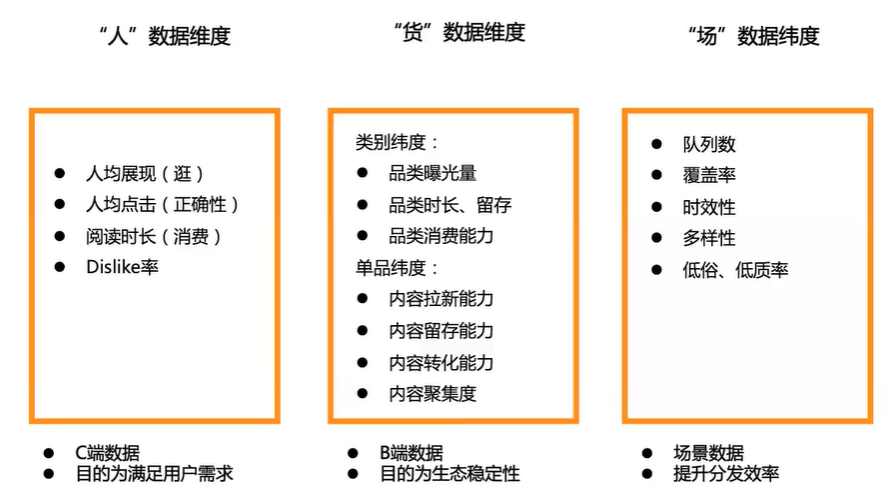 “人”数据维度
人均展现（逛）
人均点击（正确性）
阅读时长（消费）
Dislike率
C端数据
目的为满足用户需求
“货”数据维度
类别纬度：
品类曝光量
品类时长、留存
品类消费能力
单品纬度：
内容拉新能力
内容留存能力
内容转化能力
内容聚集度
B端数据
目的为生态稳定性
“场”数据纬度
队列数
覆盖率
时效性
多样性
低俗、低质率
场景数据
提升分发效率